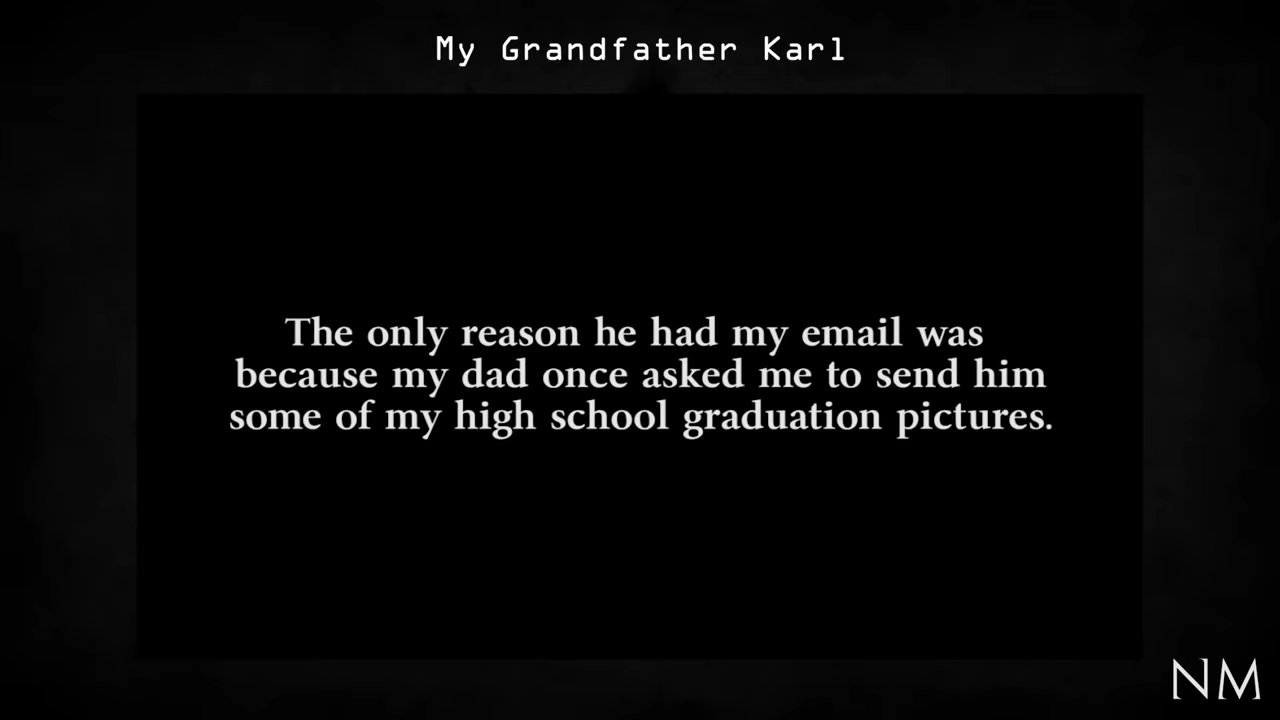 My Grandfather Karl
The only reason he had my email was
because my dad once asked me to send him
some of my high school graduation pictures.
NM